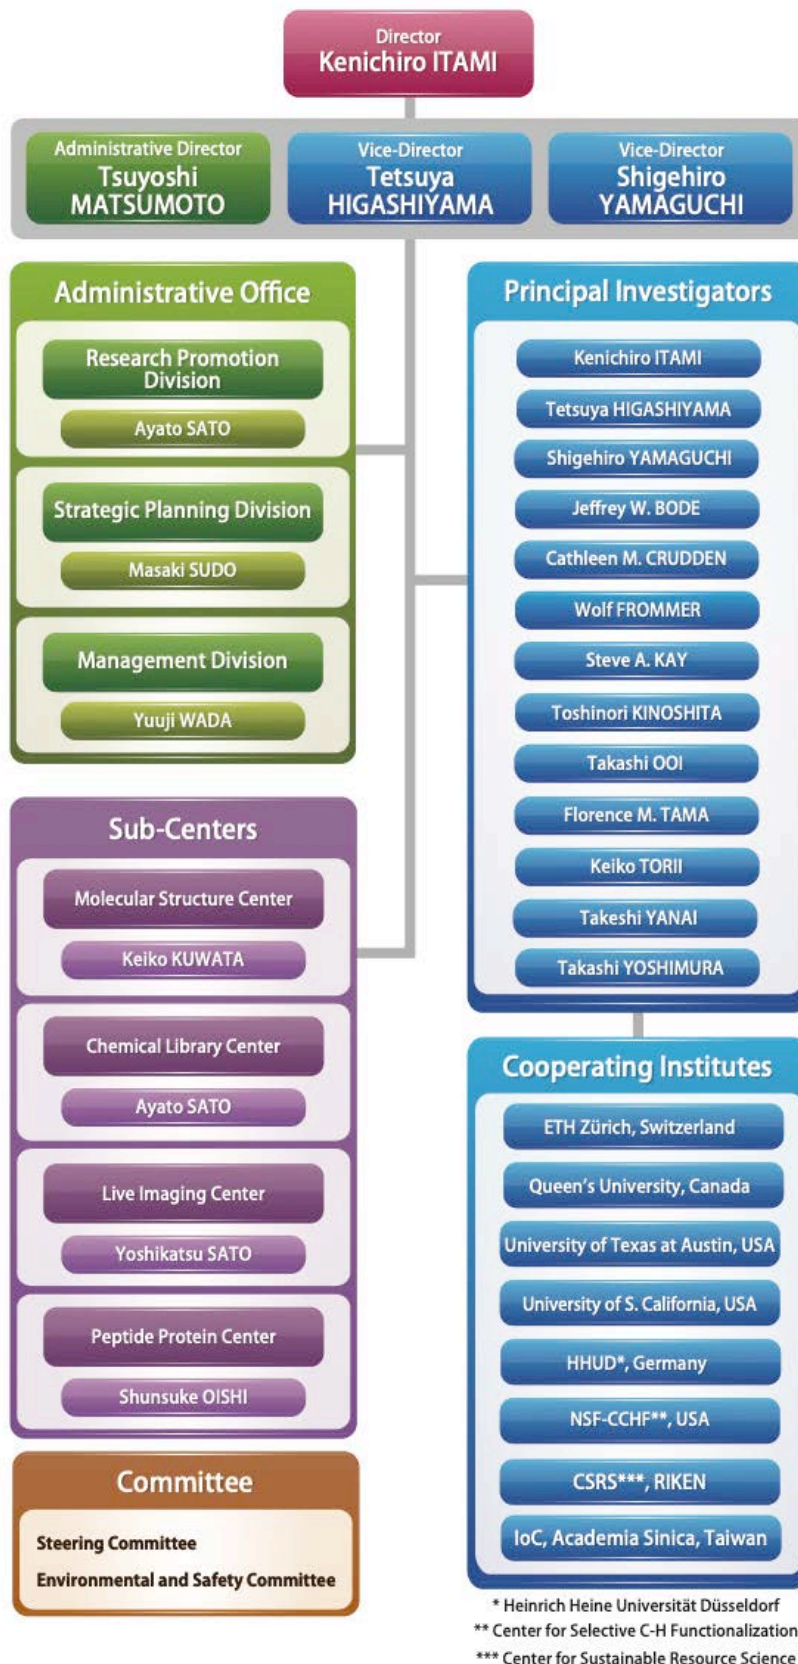 Director
Kenichiro ITAMI
Administrative Director
Tsuyoshi
MATSUMOTO
Vice-Director
Tetsuya
HIGASHIYAMA
Vice-Director
Shigehiro
YAMAGUCHI
Administrative Office
Research Promotion
Division
Ayato SATO
Strategic Planning Division
Masaki SUDO
Management Division
Yuuji WADA
Sub-Centers
Molecular Structure Center
Keiko KUWATA
Chemical Library Center
Ayato SATO
Live Imaging Center
Yoshikatsu SATO
Peptide Protein Center
Shunsuke OISHI
Committee
Steering Committee
Environmental and Safety Committee
Principal Investigators
Kenichiro ITAMI
Tetsuya HIGASHIYAMA
Shigehiro YAMAGUCHI
Jeffrey W. BODE
Cathleen M. CRUDDEN
Wolf FROMMER
Steve A. KAY
Toshinori KINOSHITA
Takashi OOI
Florence M. TAMA
Keiko TORII
Takeshi YANAI
Takashi YOSHIMURA
Cooperating Institutes
ETH Zürich, Switzerland
Queen's University, Canada
University of Texas at Austin, USA
University of S. California, USA
HHUD*, Germany
NSF-CCHF**, USA
CSRS***, RIKEN
IoC, Academia Sinica, Taiwan
* Heinrich Heine Universität Düsseldorf
** Center for Selective C-H Functionalization
*** Center for Sustainable Resource Science